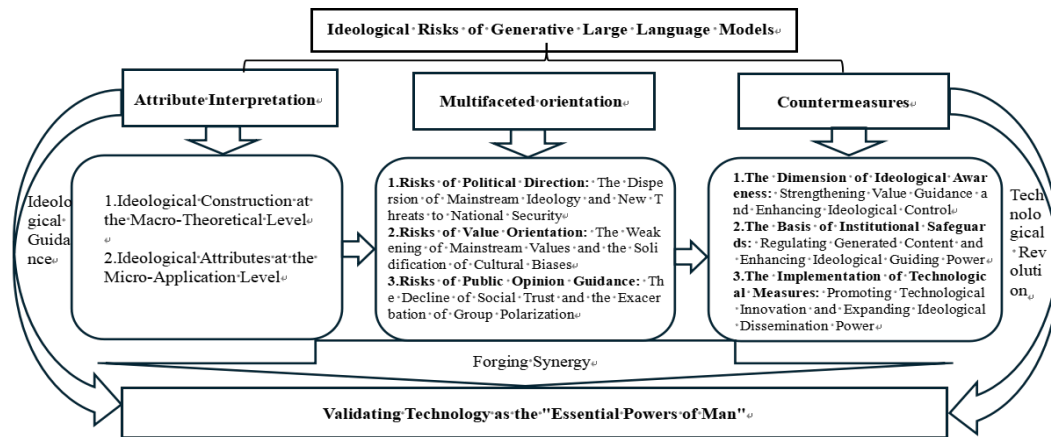 Ideological Risks of Generative Large Language Models
Attribute Interpretation
Multifaceted orientation
Countermeasures
Ideolo
gical
Guida
nce
1.Ideological Construction at
the Macro-Theoretical Level
2.Ideological Attributes at the
Micro-Application Level
1.Risks of Political Direction: The Dispe
rsion of Mainstream Ideology and New T
hreats to National Security
2.Risks of Value Orientation: The Weak
ening of Mainstream Values and the Soli
dification of Cultural Biases
3.Risks of Public Opinion Guidance: Th
e Decline of Social Trust and the Exacer
bation of Group Polarization
1.The Dimension of Ideological Awa
reness: Strengthening Value Guidance a
nd Enhancing Ideological Control
2.The Basis of Institutional Safeguar
ds: Regulating Generated Content and
Enhancing Ideological Guiding Power
3.The Implementation of Technologic
al Measures: Promoting Technological
Innovation and Expanding Ideological
Dissemination Power
Tech
nolo
gical
Rev
oluti
on
Forging Synergy
Validating Technology as the "Essential Powers of Man"